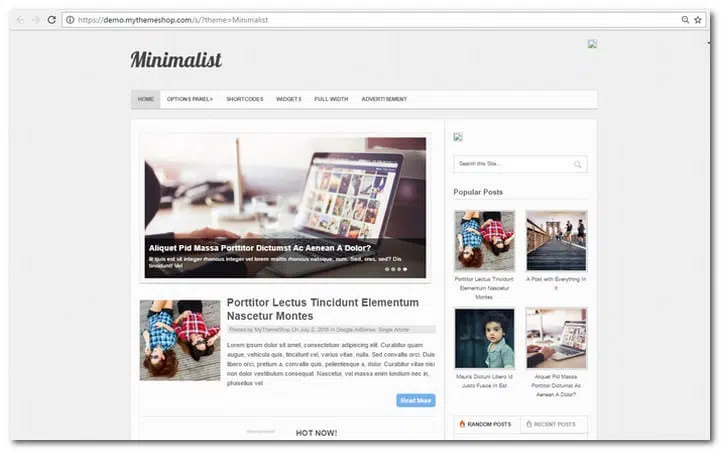 https://demo.mythemeshop.com/s/?theme=Minimalist
Minimalist
HOME OPTIONS PANEL+ SHORTCODES WIDGETS FULL WIDTH ADVERTISEMENT
Aliquet Pid Massa Porttitor Dictumst Ac Aenean A Dolor?
quis est sit integer rhoncus integer vel lorem mattis rhoncus natoque, num. Sed, cras, sed? Dis
tincidunt! Vel
Porttitor Lectus Tincidunt Elementum
Nascetur Montes
Posted by MyThemeShop On July 2, 2010 In Google AdSense, Single Article
Lorem ipsum dolor sit amet, consectetuer adipiscing elit. Curabitur quam
augue, vehicula quis, tincidunt vel, varius vitae, nulla. Sed convallis orci. Duis
libero orci, pretium a, convallis quis, pellentesque a, dolor. Curabitur vitae nisi
non dolor vestibulum consequat. Nascetur, vel massa enim tundum nec in,
phasellus vel
Read More
Advertisement
HOT NOW!
Search this Site...
Popular Posts
Porttitor Lectus Tincidunt
Elementum Nascetur
Montes
A Post with Everything In
It
Mauris Dictum Libero Id
Justo Fusce In Est
Aliquet Pid Massa
Porttitor Dictumst Ac
Aenean A Dolor?
RANDOM POSTS
RECENT POSTS